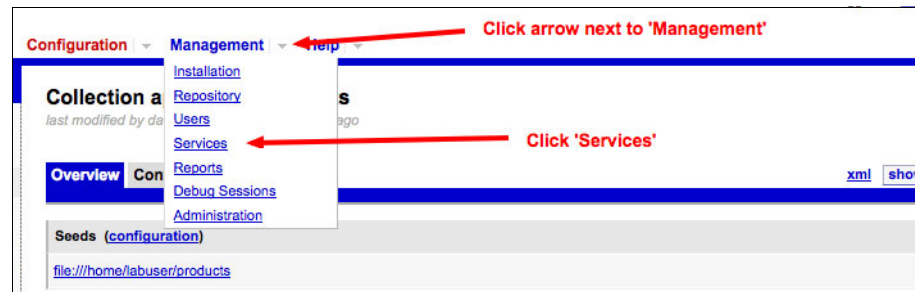 Click arrow next to 'Management'
Configuration Management Help
Installation
Collection a s
Repository
last modified by da ago
Users
Services
Click 'Services'
Reports
Overview Con xml show
Debug Sessions
Administration
Seeds (configuration)
file:///home/labuser/products